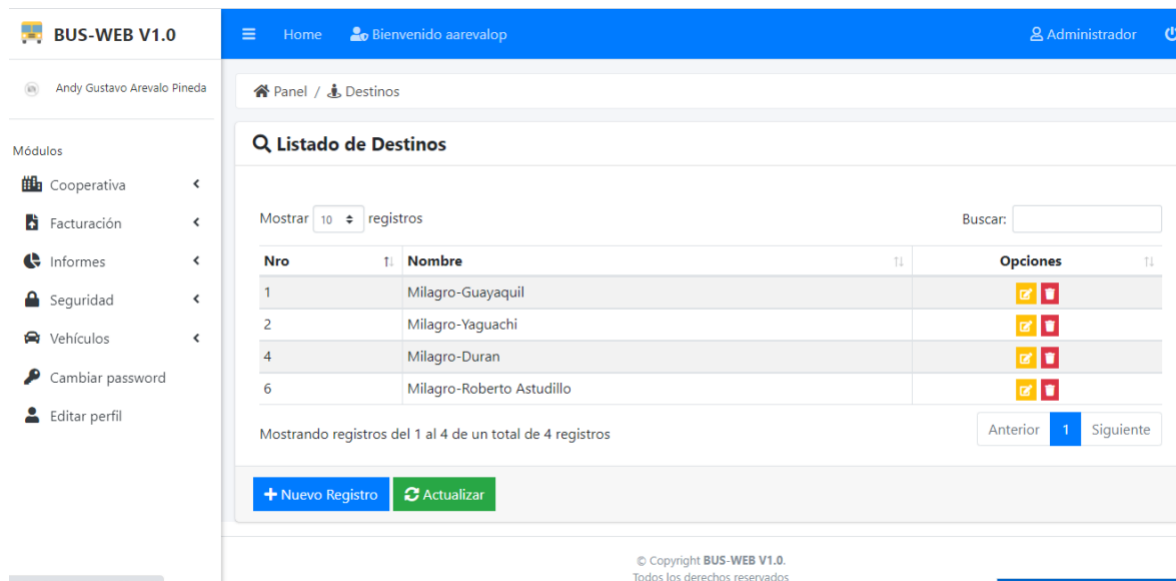 BUS-WEB V1.0
Home Bienvenido aarevalop Administrador
Andy Gustavo Arevalo Pineda
Panel / Destinos
Listado de Destinos
Módulos
Cooperativa
Facturación
Informes
Seguridad
Vehículos
Cambiar password
Editar perfil
Mostrar 10 registros Buscar:
Nro Nombre Opciones
1 Milagro-Guayaquil
2 Milagro-Yaguachi
4 Milagro-Duran
6 Milagro-Roberto Astudillo
Mostrando registros del 1 al 4 de un total de 4 registros Anterior 1 Siguiente
Nuevo Registro Actualizar
© Copyright BUS-WEB V1.0.
Todos los derechos reservados